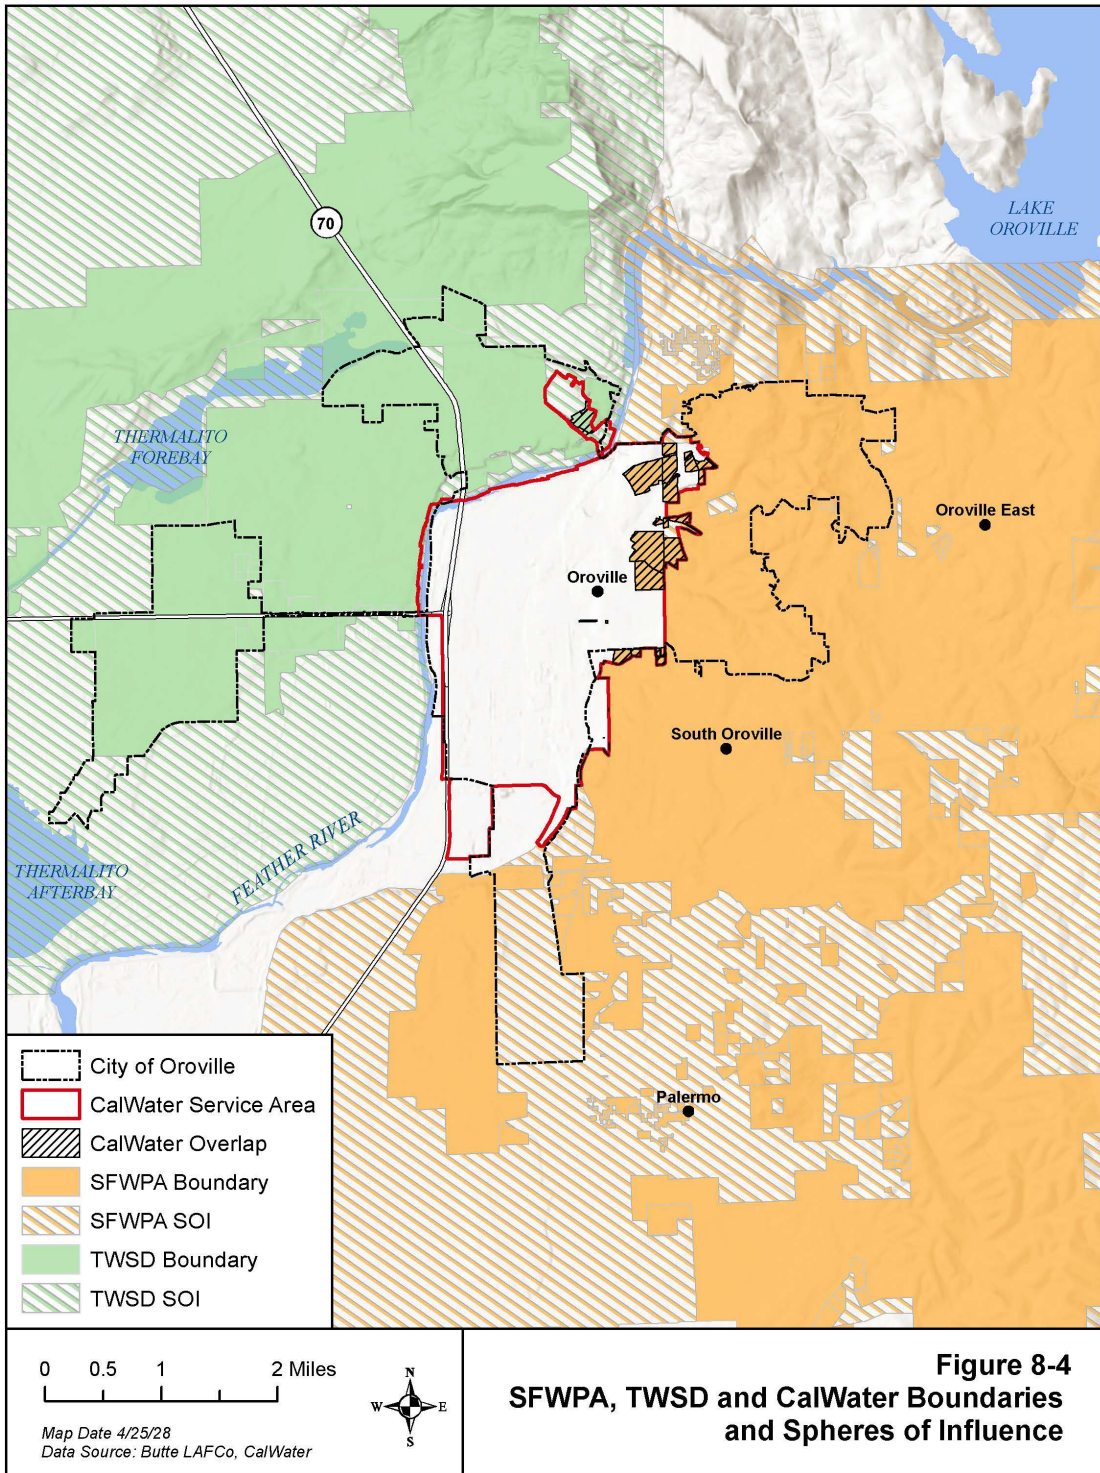 LAKE
OROVILLE
70
THERMALITO
FOREBAY
Oroville East
Oroville
South Oroville
FEATHER RIVER
THERMALITO
AFTERBAY
Palermo
City of Oroville
CalWater Service Area
CalWater Overlap
SFWPA Boundary
SFWPA SOI
TWSD Boundary
TWSD SOI
0 0.5 1 2 Miles
N
W E
S
Map Date 4/25/28
Data Source: Butte LAFCo, CalWater
Figure 8-4
SFWPA, TWSD and CalWater Boundaries
and Spheres of Influence